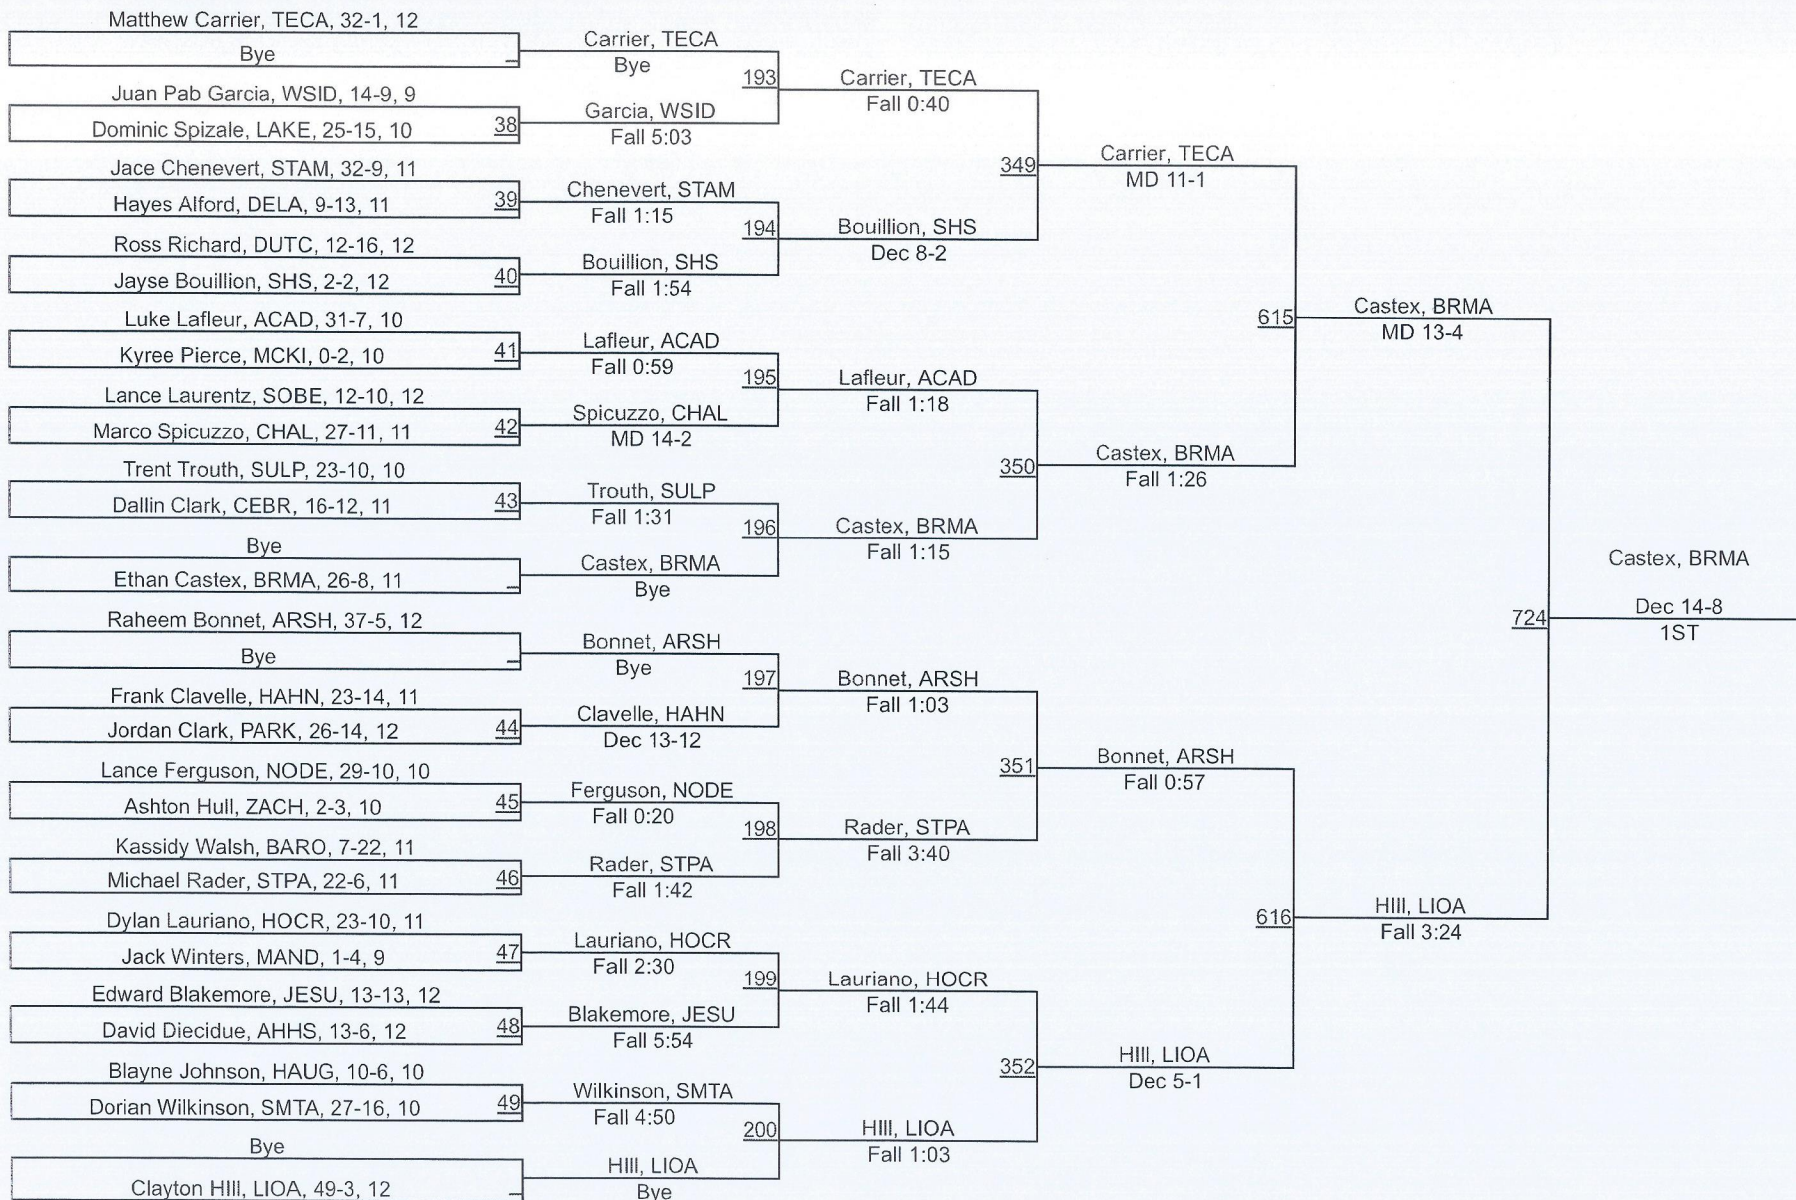 Matthew Carrier, TECA, 32-1, 12
Bye
Juan Pab Garcia, WSID, 14-9, 9
Dominic Spizale, LAKE, 25-15, 10
38
Jace Chenevert, STAM, 32-9, 11
Hayes Alford, DELA, 9-13, 11
39
Ross Richard, DUTC, 12-16, 12
Jayse Bouillion, SHS, 2-2, 12
40
Luke Lafleur, ACAD, 31-7, 10
Kyree Pierce, MCKI, 0-2, 10
41
Lance Laurentz, SOBE, 12-10, 12
Marco Spicuzzo, CHAL, 27-11, 11
42
Trent Trouth, SULP, 23-10, 10
Dallin Clark, CEBR, 16-12, 11
43
Bye
Ethan Castex, BRMA, 26-8, 11
Raheem Bonnet, ARSH, 37-5, 12
Bye
Frank Clavelle, HAHN, 23-14, 11
Jordan Clark, PARK, 26-14, 12
44
Lance Ferguson, NODE, 29-10, 10
Ashton Hull, ZACH, 2-3, 10
45
Kassidy Walsh, BARO, 7-22, 11
Michael Rader, STPA, 22-6, 11
46
Dylan Lauriano, HOCR, 23-10, 11
Jack Winters, MAND, 1-4, 9
47
Edward Blakemore, JESU, 13-13, 12
David Diecidue, AHHS, 13-6, 12
48
Blayne Johnson, HAUG, 10-6, 10
Dorian Wilkinson, SMTA, 27-16, 10
49
Bye
Clayton HIll, LIOA, 49-3, 12
Carrier, TECA
Bye
193
Garcia, WSID
Fall 5:03
Chenevert, STAM
Fall 1:15
194
Bouillion, SHS
Fall 1:54
Lafleur, ACAD
Fall 0:59
195
Spicuzzo, CHAL
MD 14-2
Trouth, SULP
Fall 1:31
196
Castex, BRMA
Bye
Bonnet, ARSH
Bye
197
Clavelle, HAHN
Dec 13-12
Ferguson, NODE
Fall 0:20
198
Rader, STPA
Fall 1:42
Lauriano, HOCR
Fall 2:30
199
Blakemore, JESU
Fall 5:54
Wilkinson, SMTA
Fall 4:50
200
HIll, LIOA
Bye
Carrier, TECA
Fall 0:40
349
Bouillion, SHS
Dec 8-2
Lafleur, ACAD
Fall 1:18
350
Castex, BRMA
Fall 1:15
Bonnet, ARSH
Fall 1:03
351
Rader, STPA
Fall 3:40
Lauriano, HOCR
Fall 1:44
352
HIll, LIOA
Fall 1:03
Carrier, TECA
MD 11-1
615
Castex, BRMA
Fall 1:26
Bonnet, ARSH
Fall 0:57
616
HIll, LIOA
Dec 5-1
Castex, BRMA
MD 13-4
724
HIll, LIOA
Fall 3:24
Castex, BRMA
Dec 14-8
1ST